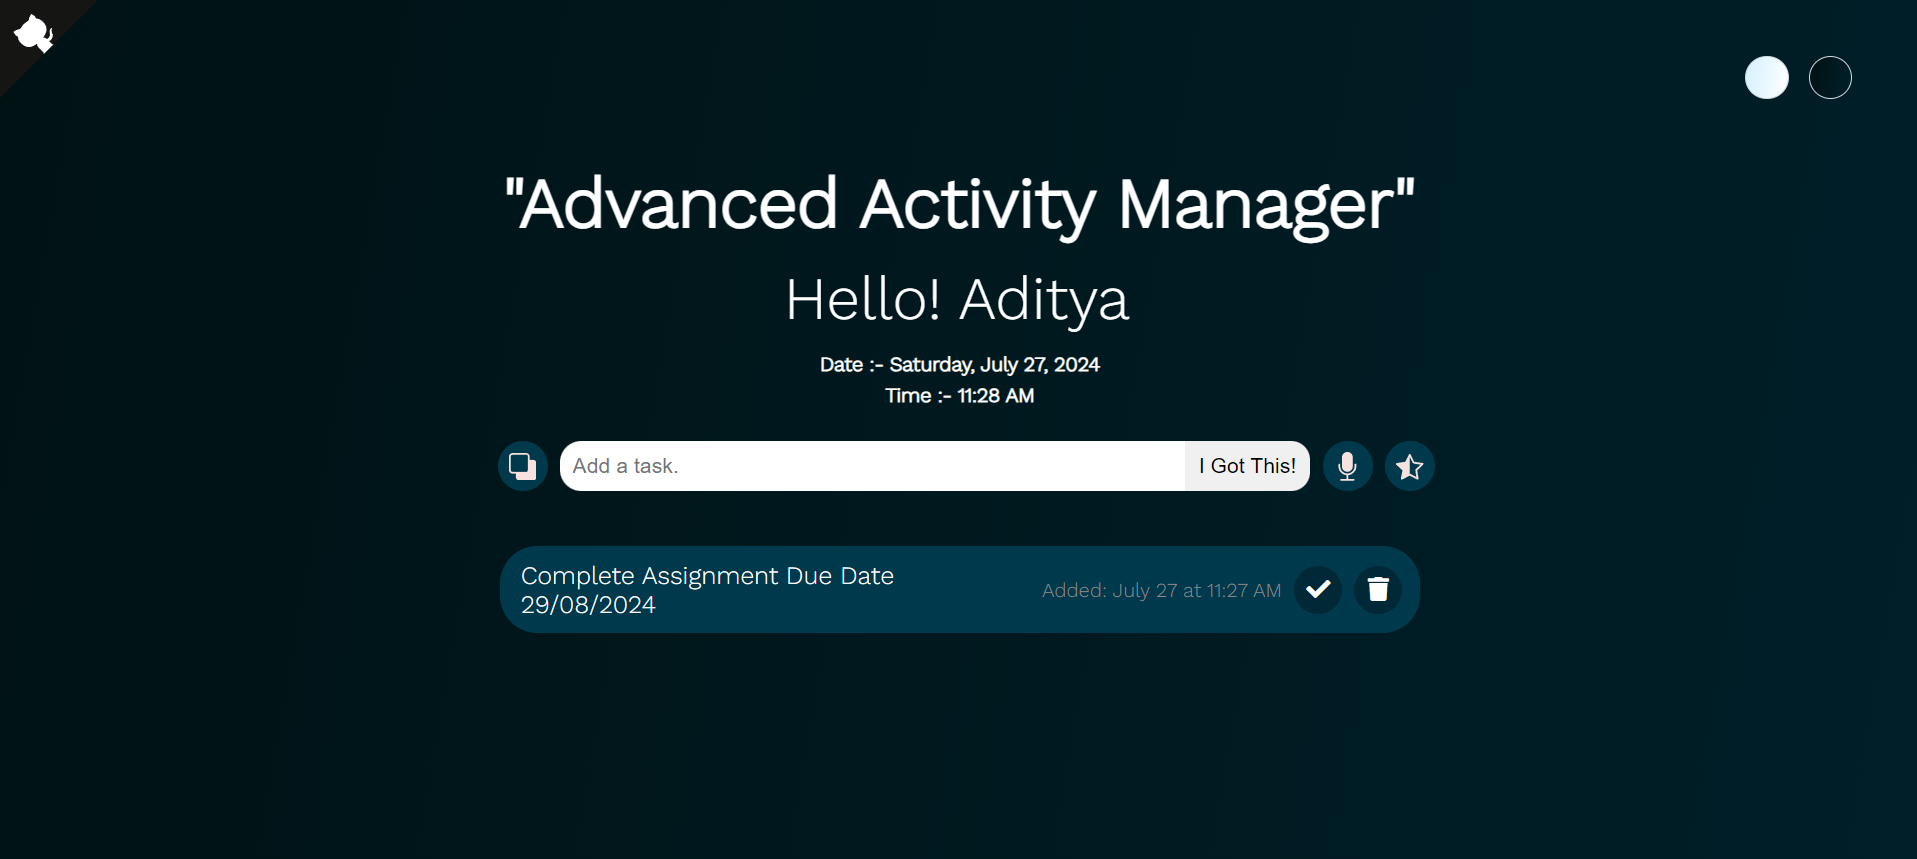 "Advanced Activity Manager"
Hello! Aditya
Date :- Saturday, July 27, 2024
Time :- 11:28 AM
Add a task.
I Got This!
Complete Assignment Due Date
29/08/2024
Added: July 27 at 11:27 AM